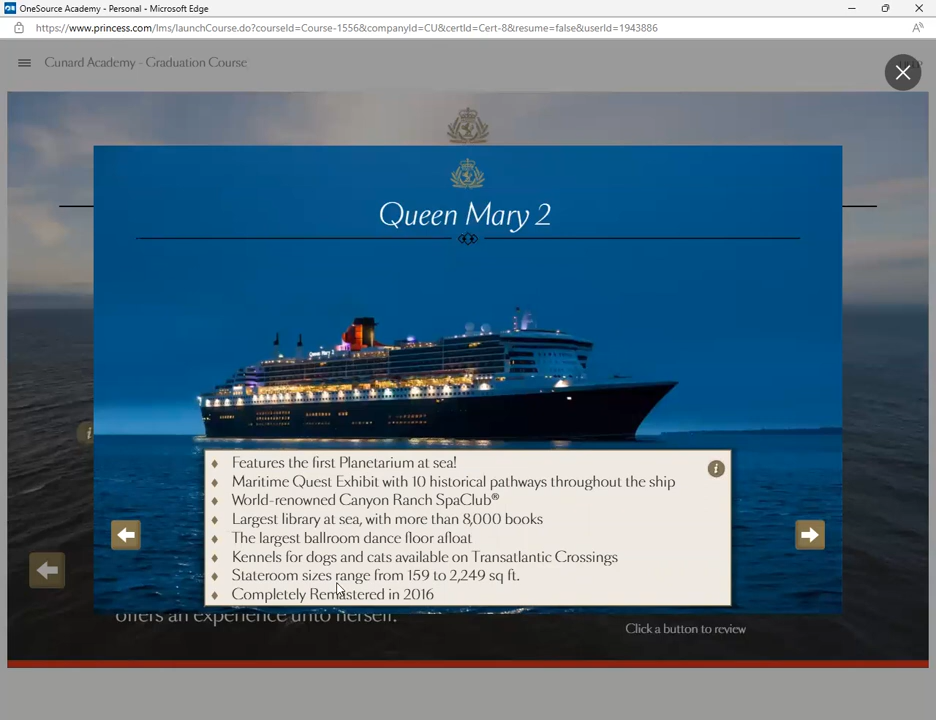 OneSource Academy - Personal - Microsoft Edge
https://www.princess.com/lms/launchCourse.do?courseId=Course-1556&companyId=CU&certId=Cert-8&resume=false&userId=1943886
Cunard Academy - Graduation Course
Queen Mary 2
Features the first Planetarium at sea!
Maritime Quest Exhibit with 10 historical pathways throughout the ship
World-renowned Canyon Ranch SpaClub®
Largest library at sea, with more than 8,000 books
The largest ballroom dance floor afloat
Kennels for dogs and cats available on Transatlantic Crossings
Stateroom sizes range from 159 to 2,249 sq ft.
Completely Remastered in 2016
offers an experience unto herself.
Click a button to review